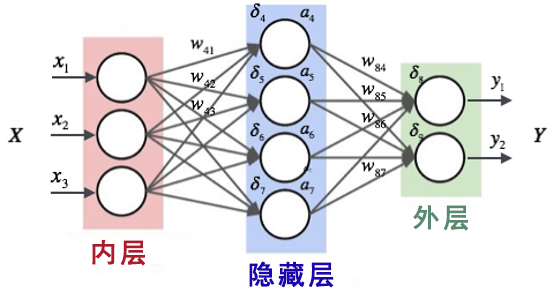 δ₄ a₄
w₄₁
x₁ w₄₂ δ₅ a₅ w₈₄ δ₈ y₁
w₄₃ w₈₅
X x₂ δ₆ a₆ w₈₆ δ₉ Y
y₂
x₃ δ₇ a₇ w₈₇
内层 隐藏层 外层